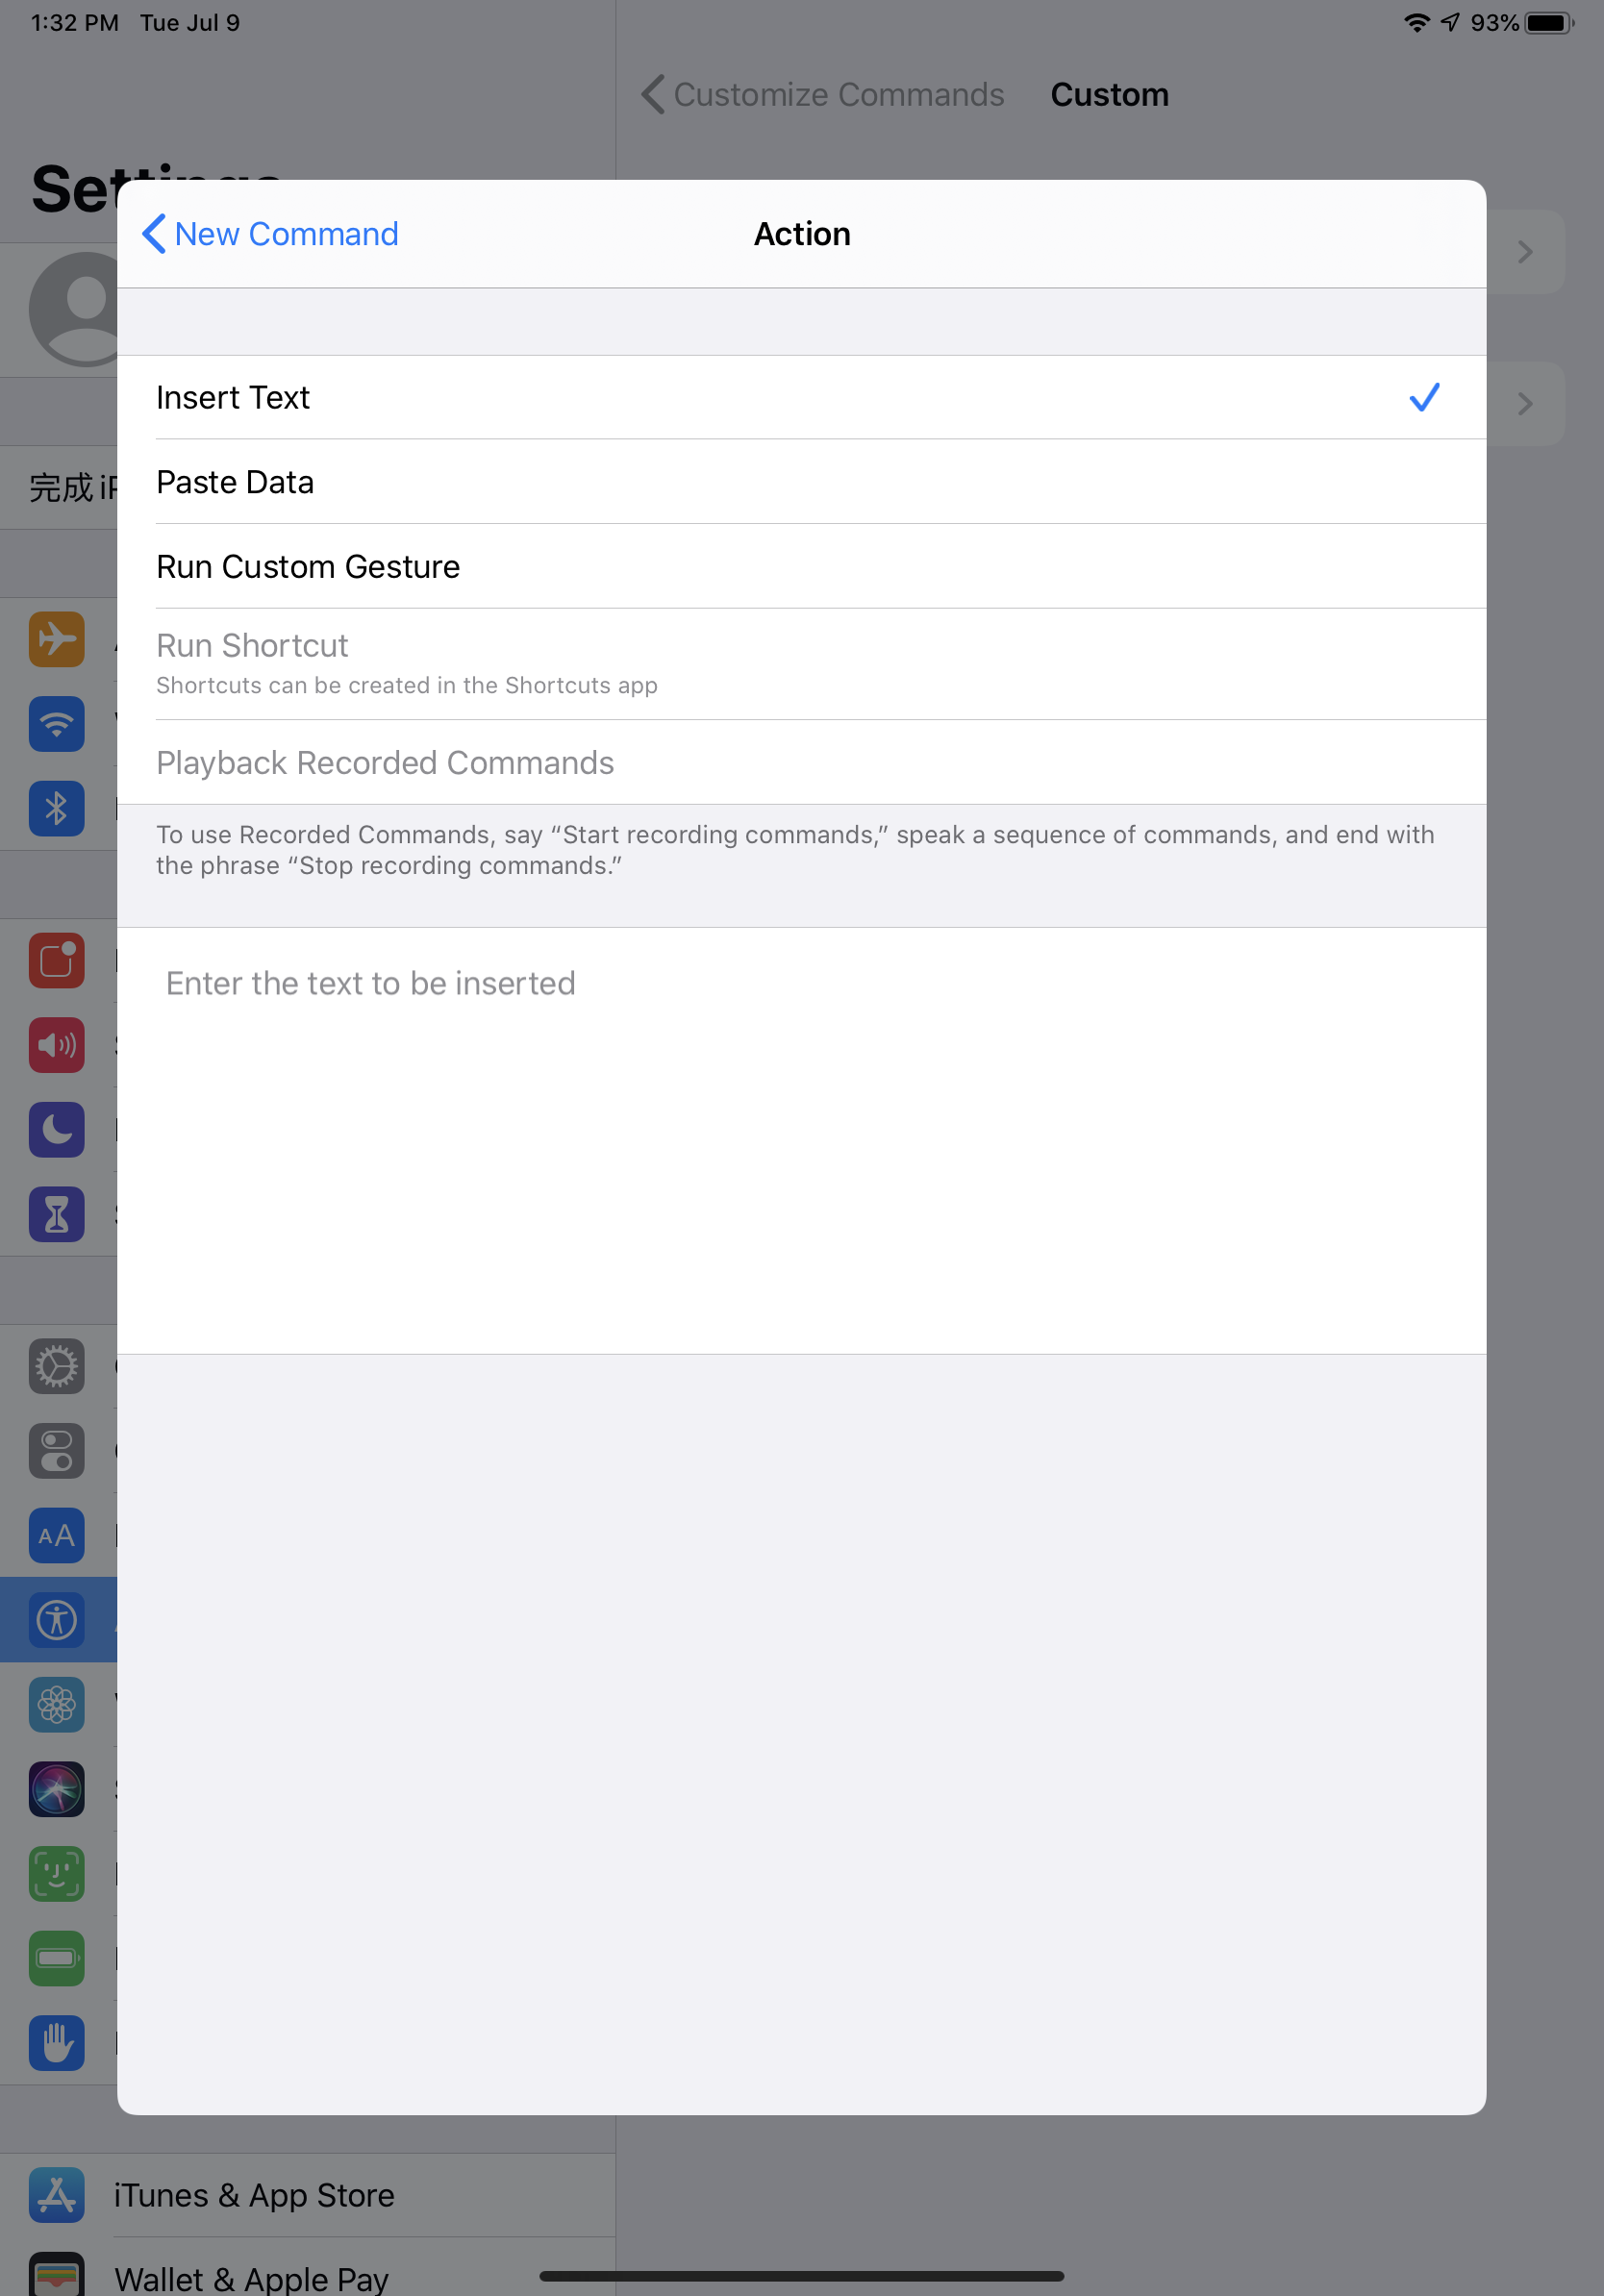 1:32 PM Tue Jul 9
93%
Customize Commands
Custom
New Command
Action
Insert Text
Paste Data
完成
Run Custom Gesture
Run Shortcut
Shortcuts can be created in the Shortcuts app
Playback Recorded Commands
To use Recorded Commands, say “Start recording commands,” speak a sequence of commands, and end with
the phrase “Stop recording commands.”
Enter the text to be inserted
AA
iTunes & App Store
Wallet & Apple Pay